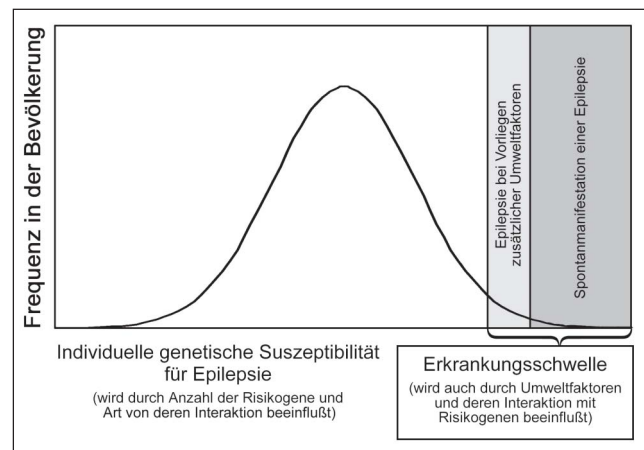 Frequenz in der Bevölkerung
Epilepsie bei Vorliegen
zusätzlicher Umweltfaktoren
Spontanmanifestation einer Epilepsie
Individuelle genetische Suszeptibilität
für Epilepsie
(wird durch Anzahl der Risikogene und
Art von deren Interaktion beeinflußt)
Erkrankungsschwelle
(wird auch durch Umweltfaktoren
und deren Interaktion mit
Risikogenen beeinflußt)